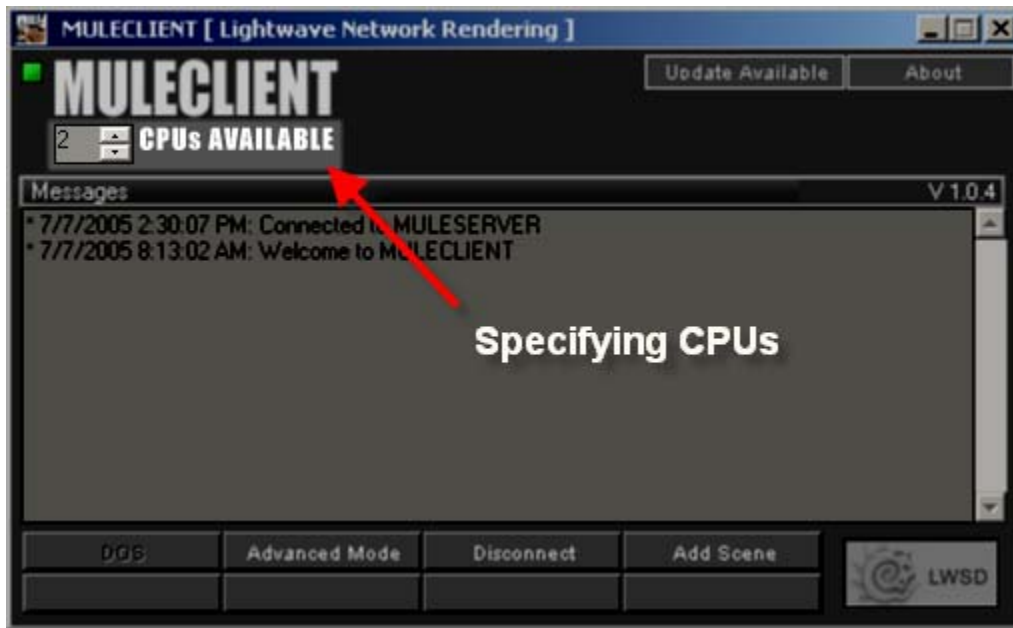 MULECLIENT [ Lightwave Network Rendering ]
MULECLIENT
Update Available
About
2
CPUs AVAILABLE
Messages
V 1.0.4
* 7/7/2005 2:30:07 PM: Connected to MULESERVER
* 7/7/2005 8:13:02 AM: Welcome to MULECLIENT
Specifying CPUs
DOS
Advanced Mode
Disconnect
Add Scene
LWSD